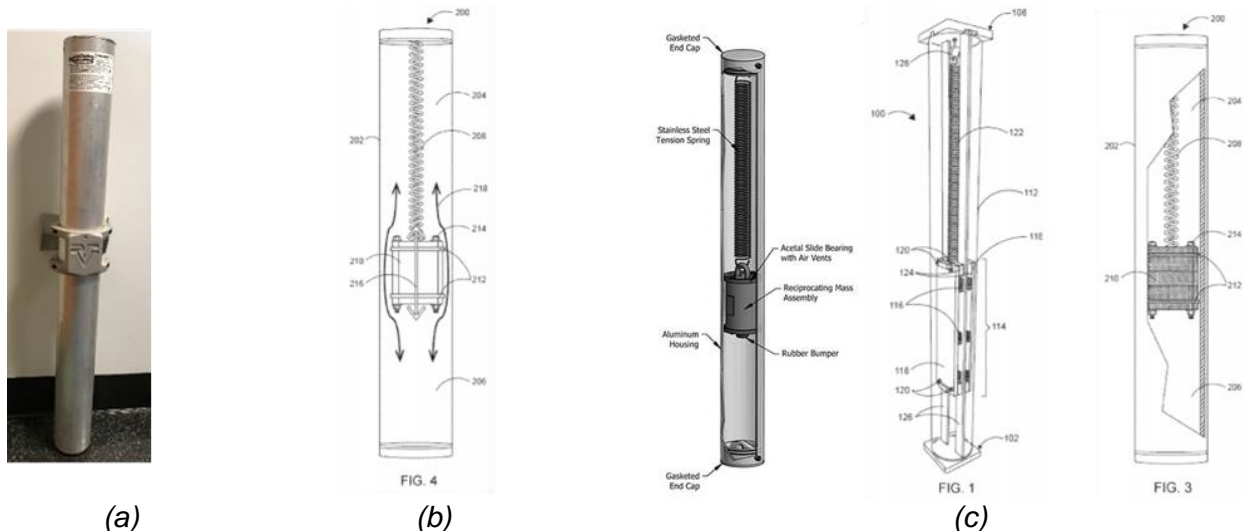 200
204
202
208
218
214
210
216
212
206
FIG. 4
(b)
(a)
Gasketed
End Cap
Stainless Steel
Tension Spring
Acetal Slide Bearing
with Air Vents
Reciprocating Mass
Assembly
Aluminum
Housing
Rubber Bumper
Gasketed
End Cap
108
128
100
122
112
118
120
124
116
114
118
120
126
102
FIG. 1
(c)
200
204
202
208
214
210
212
206
FIG. 3